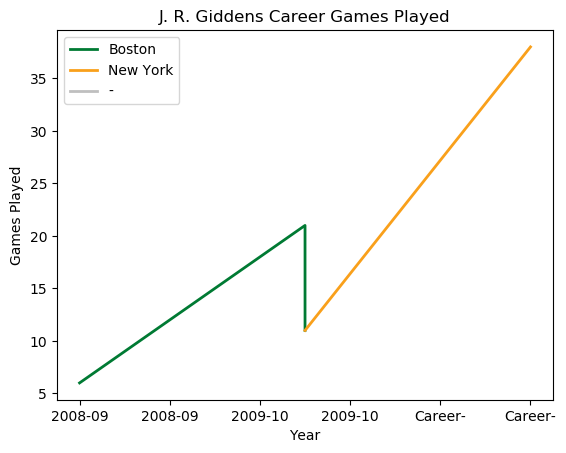 J. R. Giddens Career Games Played
Boston
New York
-
Games Played
35
30
25
20
15
10
5
2008-09 2008-09 2009-10 2009-10 Career- Career-
Year